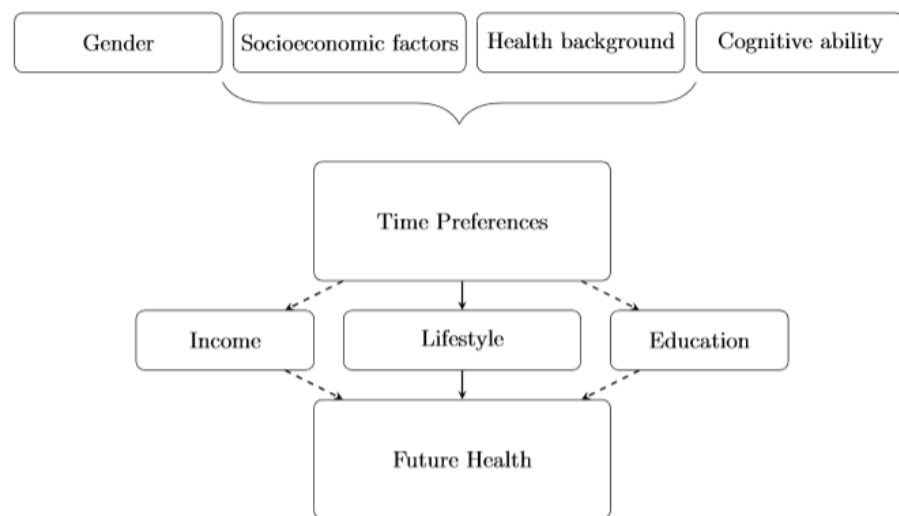 Gender
Socioeconomic factors
Health background
Cognitive ability
Time Preferences
Income
Lifestyle
Education
Future Health